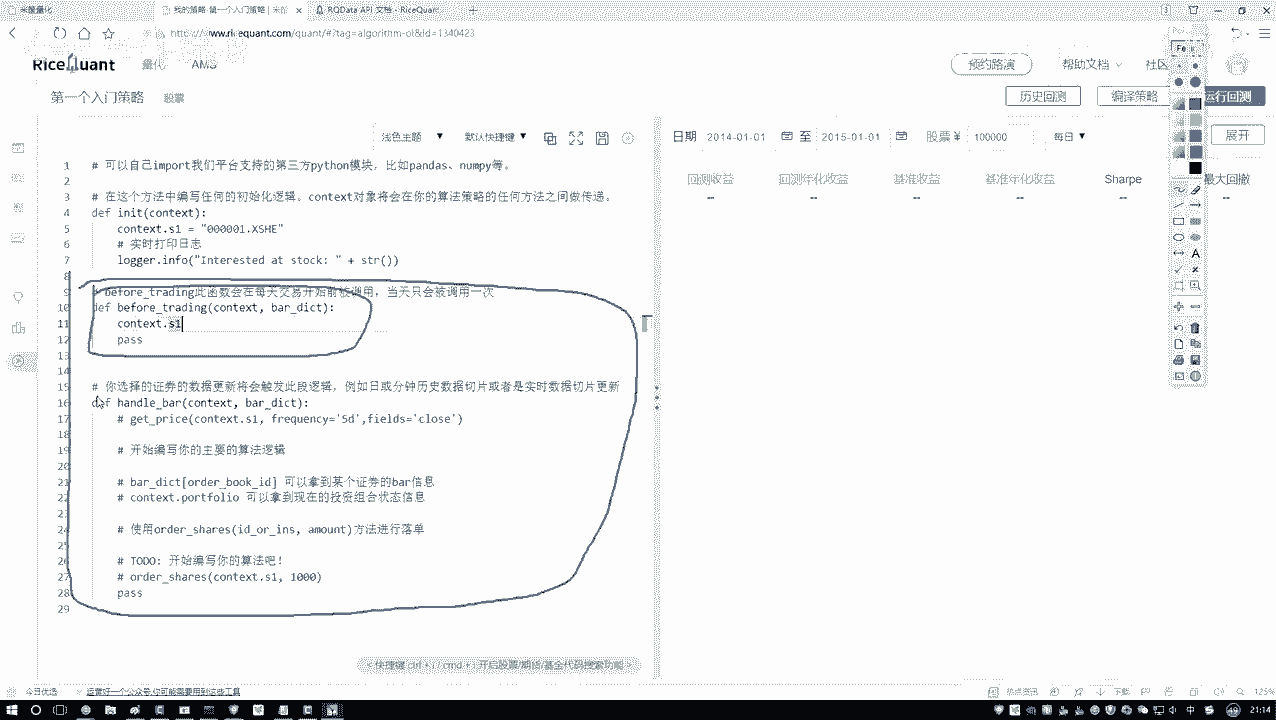 米筐量化
我的策略-第一个入门策略 | 米筐
RQData API 文档 - RiceQuant
www.ricequant.com/quant/#?tag=algorithm-ol&id=1340423
RiceQuant
量化
AMS
预约路演
帮助文档
社区
第一个入门策略
股票
历史回测
编译策略
运行回测
浅色主题
默认快捷键
日期
2014-01-01
至
2015-01-01
股票 ¥
100000
每日
展开
回测收益
回测年化收益
基准收益
基准年化收益
Sharpe
最大回撤
--
--
--
--
--
--
1 # 可以自己import我们平台支持的第三方python模块，比如pandas、numpy等。
2
3 # 在这个方法中编写任何的初始化逻辑。context对象将会在你的算法策略的任何方法之间做传递。
4 def init(context):
5 context.s1 = "000001.XSHE"
6 # 实时打印日志
7 logger.info("Interested at stock: " + str())
8
9 # before_trading此函数会在每天交易开始前被调用，当天只会被调用一次
10 def before_trading(context, bar_dict):
11 context.s1
12 pass
13
14
15 # 你选择的证券的数据更新将会触发此段逻辑，例如日或分钟历史数据切片或者是实时数据切片更新
16 def handle_bar(context, bar_dict):
17 # get_price(context.s1, frequency='5d',fields='close')
18
19 # 开始编写你的主要的算法逻辑
20
21 # bar_dict[order_book_id] 可以拿到某个证券的bar信息
22 # context.portfolio 可以拿到现在的投资组合状态信息
23
24 # 使用order_shares(id_or_ins, amount)方法进行落单
25
26 # TODO: 开始编写你的算法吧！
27 # order_shares(context.s1, 1000)
28 pass
29
快捷键 ctrl + i / cmd + i 开启股票/期货/基金代码搜索功能
今日优选
运营好一个公众号,你可能需要用到这些工具
热点资讯
下载
125%
中
21:14